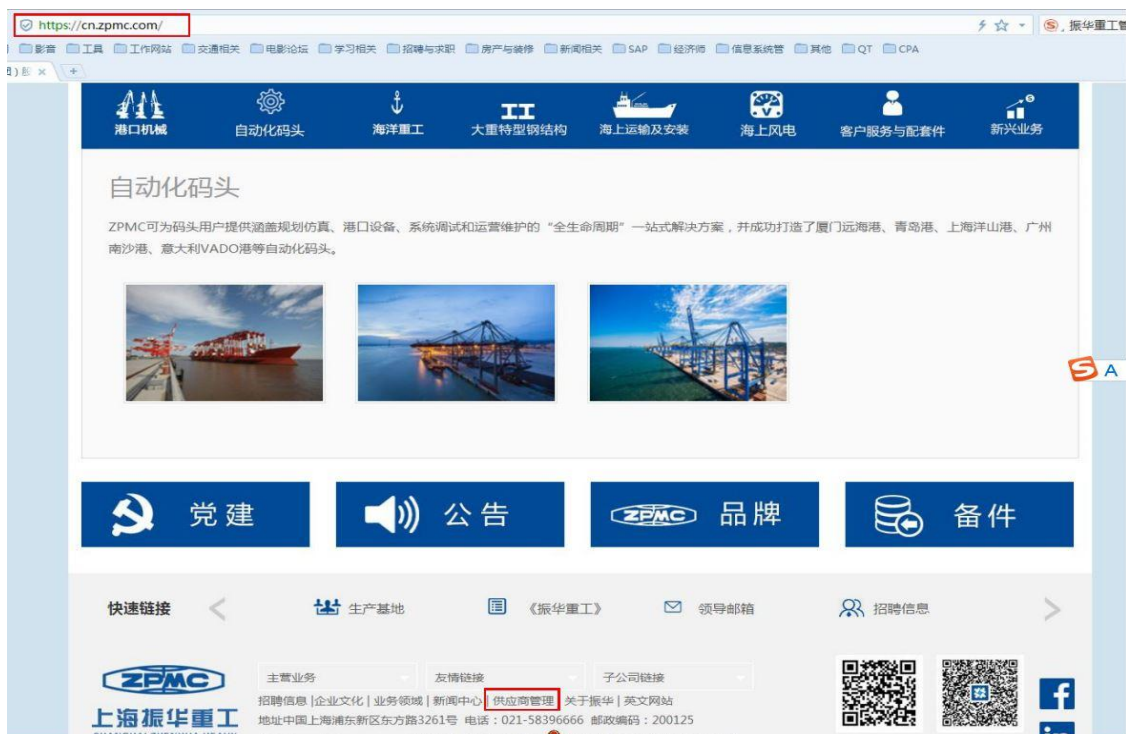 https://cn.zpmc.com/
振华重工官
影音 工具 工作网站 交通相关 电影论坛 学习相关 招聘与求职 房产与装修 新闻相关 SAP 经济师 信息系统管 其他 QT CPA
港口机械 自动化码头 海洋重工 大重特型钢结构 海上运输及安装 海上风电 客户服务与配套件 新兴业务
自动化码头
ZPMC可为码头用户提供涵盖规划仿真、港口设备、系统调试和运营维护的“全生命周期”一站式解决方案，并成功打造了厦门远海港、青岛港、上海洋山港、广州
南沙港、意大利VADO港等自动化码头。
S A
党建 公告 ZPMC 品牌 备件
快速链接 生产基地 《振华重工》 领导邮箱 招聘信息
ZPMC
上海振华重工
主营业务 友情链接 子公司链接
招聘信息 |企业文化 | 业务领域 | 新闻中心 | 供应商管理 | 关于振华 | 英文网站
地址中国上海浦东新区东方路3261号 电话：021-58396666 邮政编码：200125
f
in